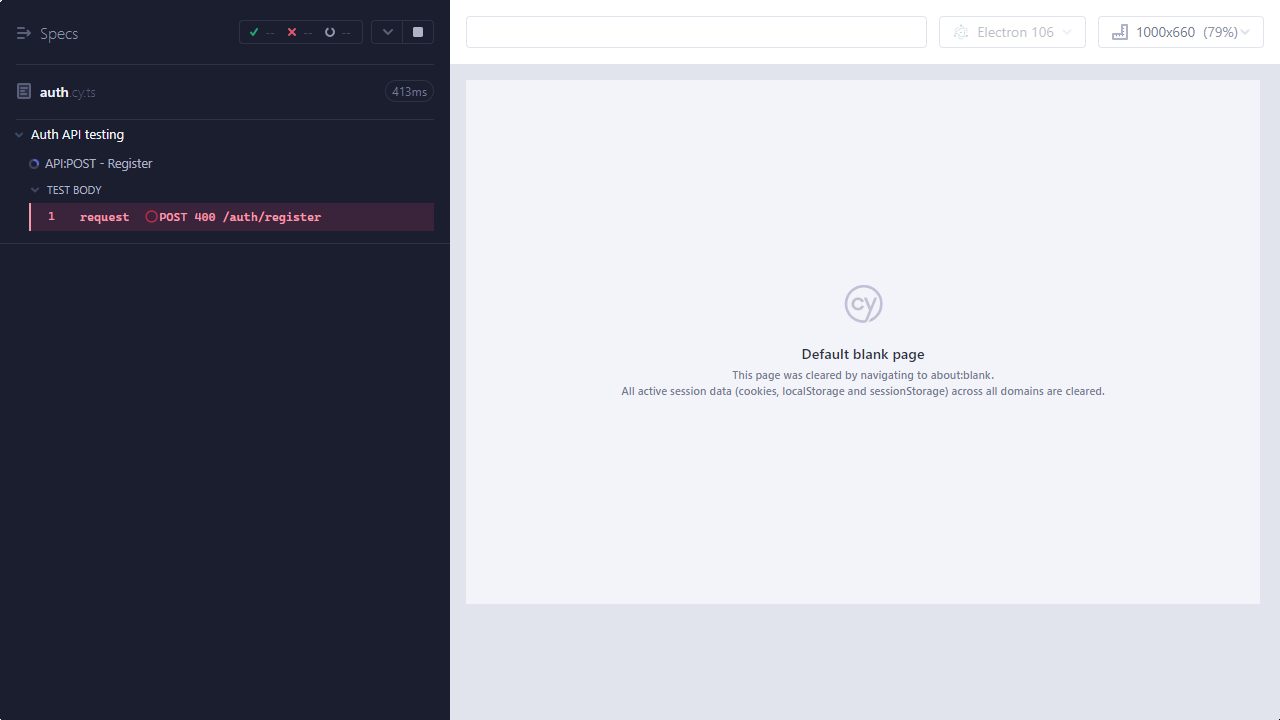 Specs
-- -- --
auth.cy.ts
413ms
Auth API testing
API:POST - Register
TEST BODY
1 request POST 400 /auth/register
Electron 106
1000x660 (79%)
cy
Default blank page
This page was cleared by navigating to about:blank.
All active session data (cookies, localStorage and sessionStorage) across all domains are cleared.